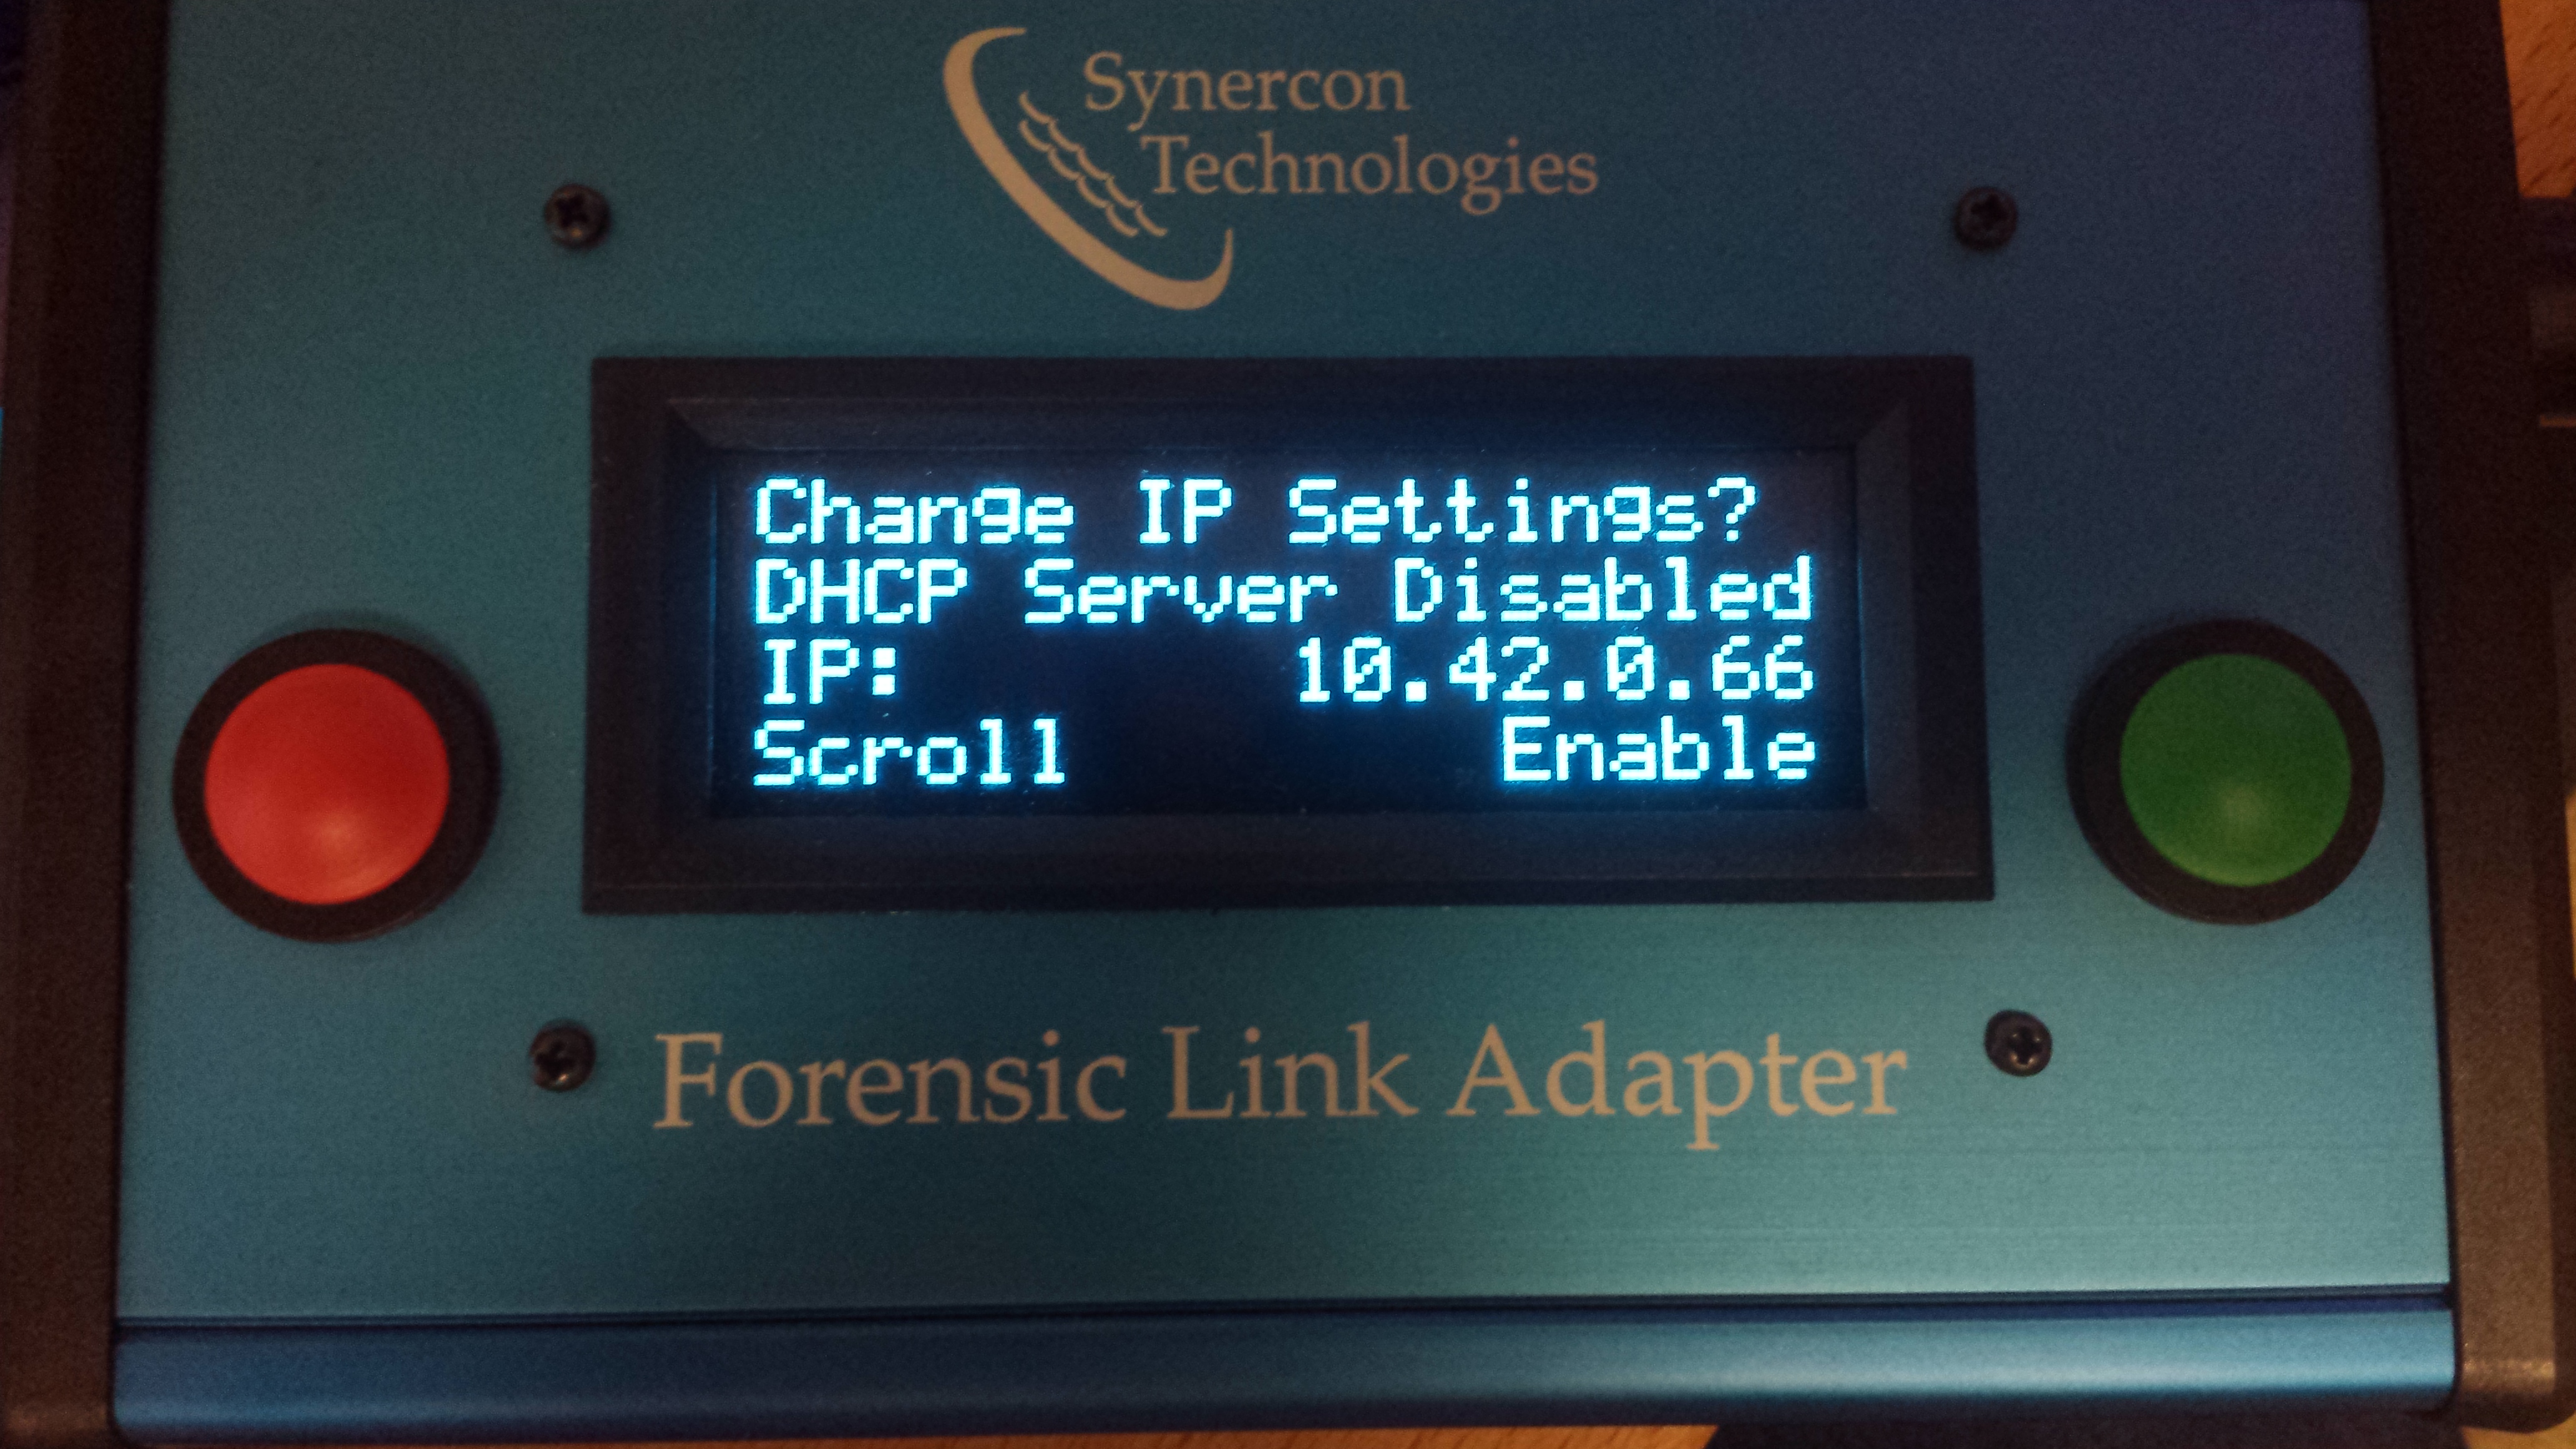 Synercon
Technologies
Change IP Settings?
DHCP Server Disabled
IP: 10.42.0.66
Scroll Enable
Forensic Link Adapter